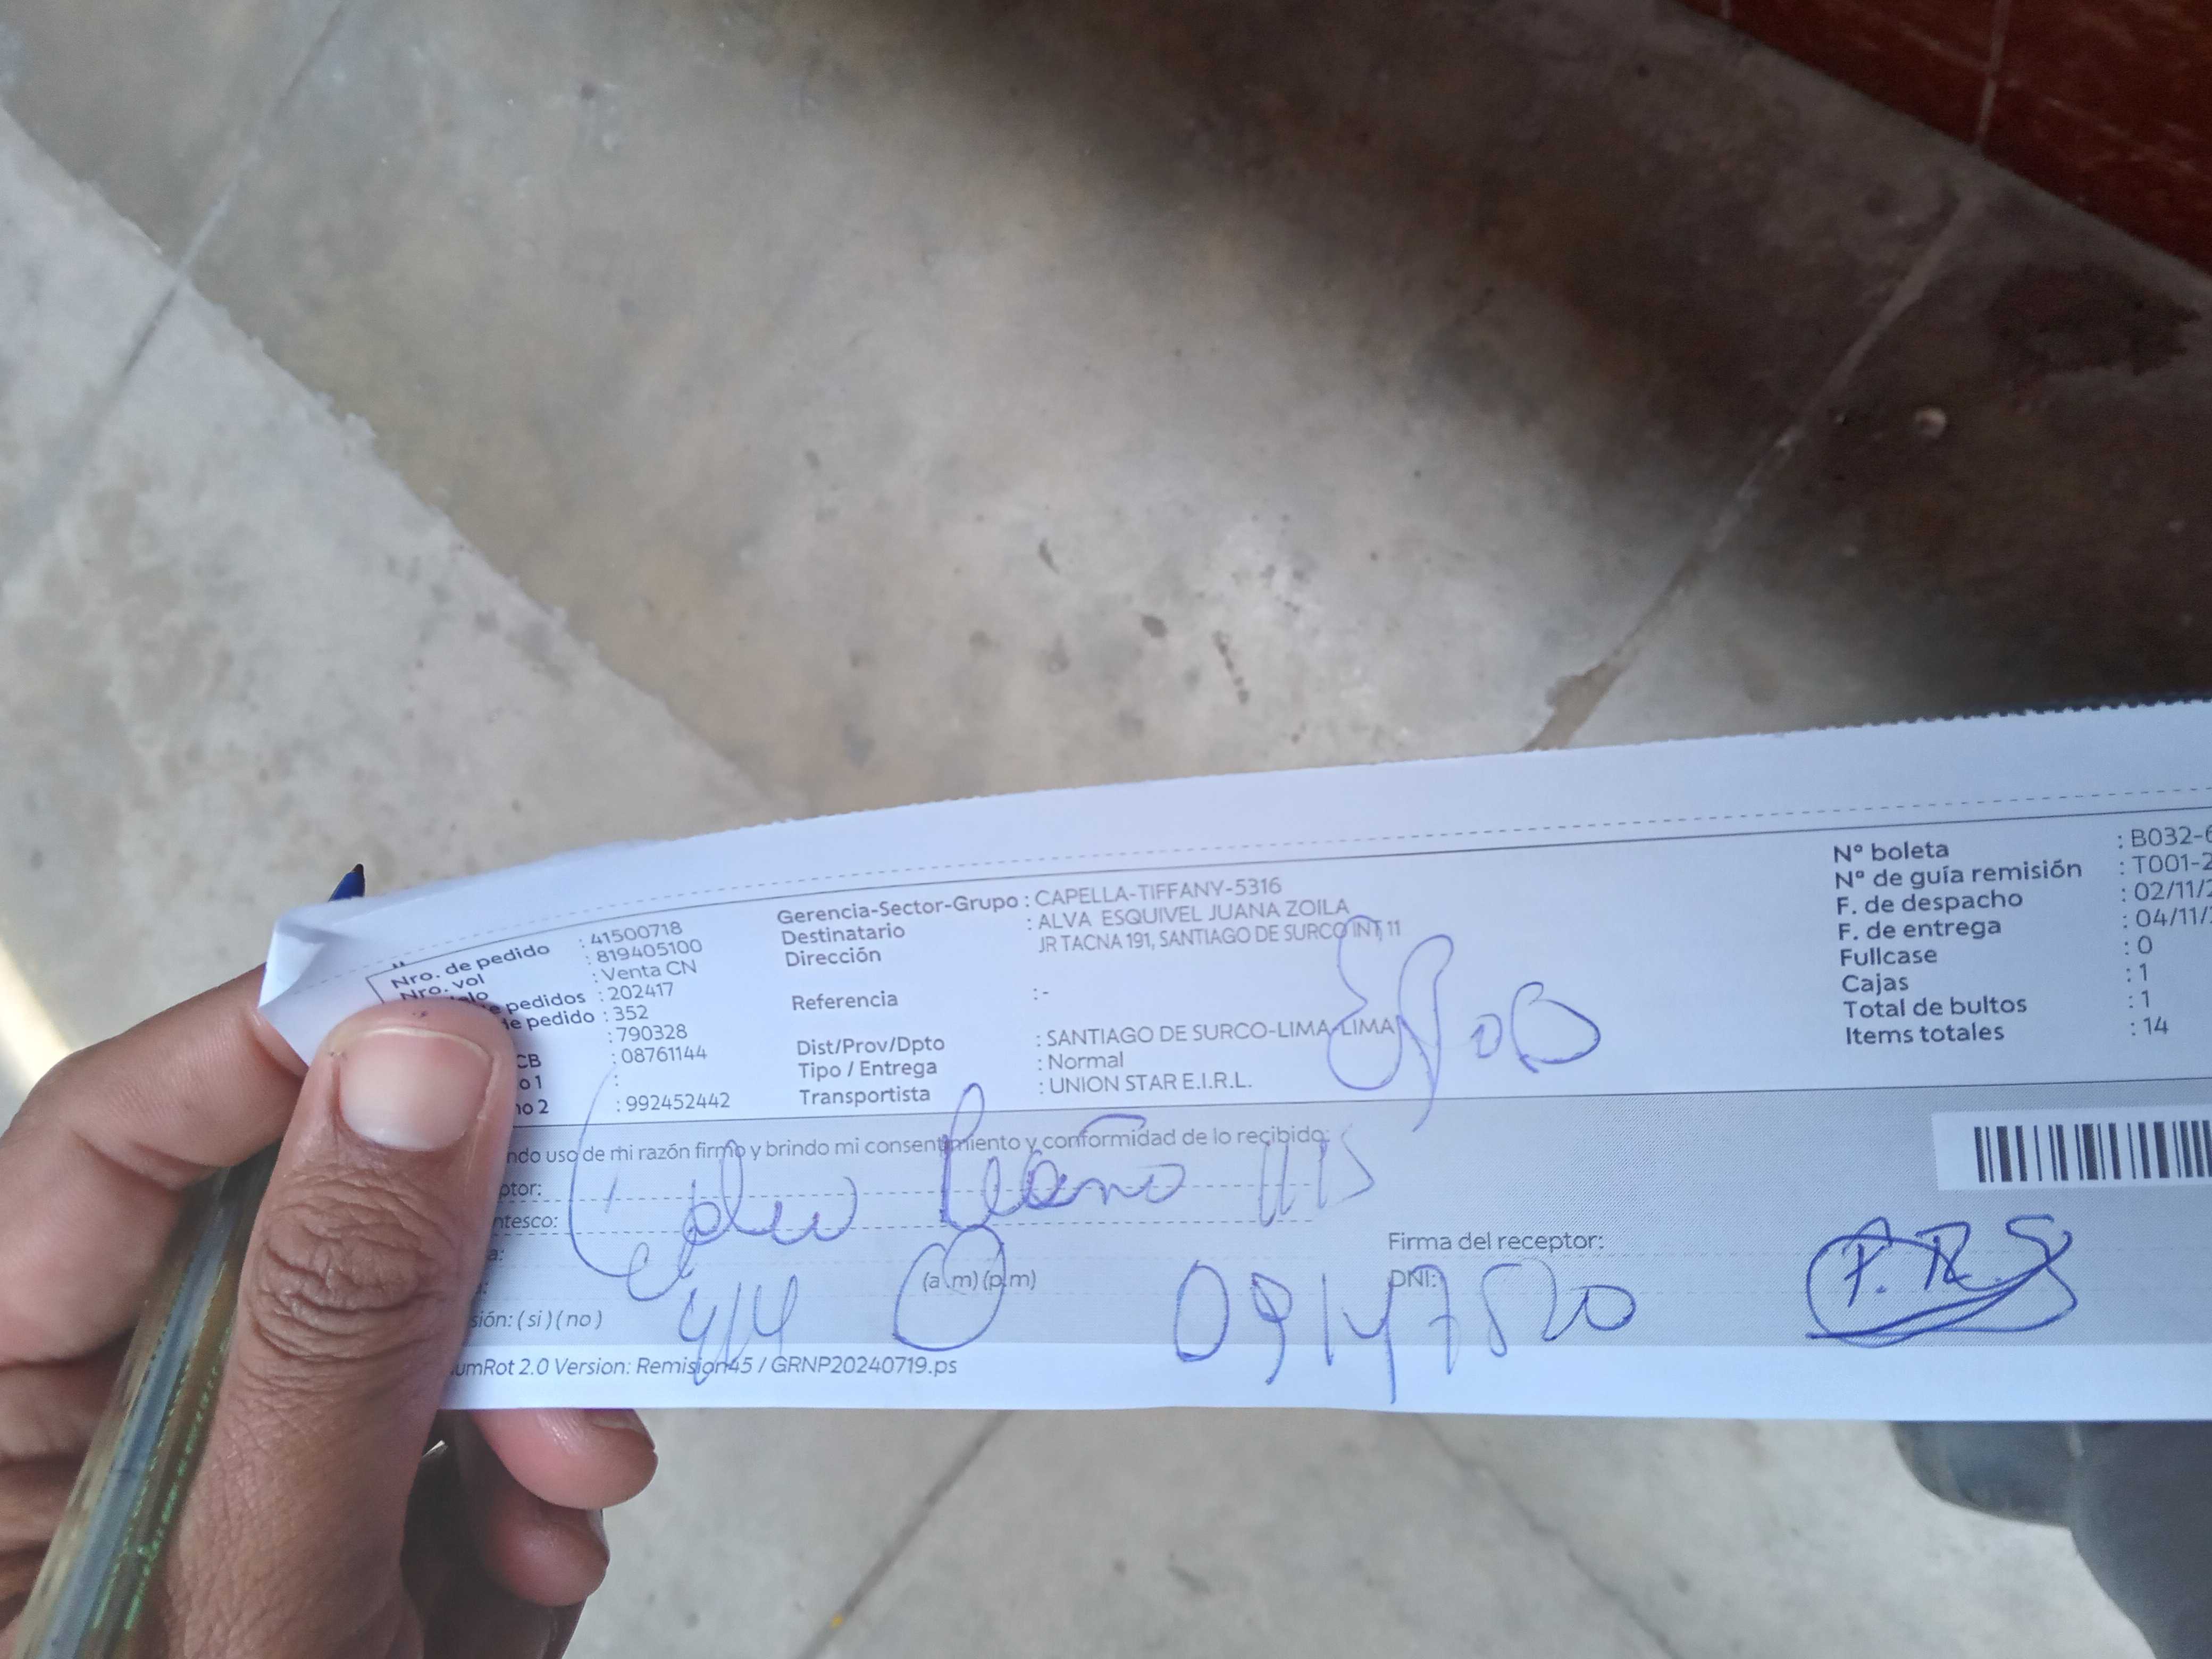 Nro. de pedido : 41500718
Nro. vol : 819405100
: Venta CN
e pedidos : 202417
de pedido : 352
: 790328
CB : 08761144
o 1 :
no 2 : 992452442
Gerencia-Sector-Grupo : CAPELLA-TIFFANY-5316
Destinatario : ALVA ESQUIVEL JUANA ZOILA
Dirección JR TACNA 191, SANTIAGO DE SURCO INT, 11
Referencia : -
Dist/Prov/Dpto : SANTIAGO DE SURCO-LIMA-LIMA
Tipo / Entrega : Normal
Transportista : UNION STAR E.I.R.L.
Nº boleta : B032-6
Nº de guía remisión : T001-2
F. de despacho : 02/11/2
F. de entrega : 04/11/2
Fullcase : 0
Cajas : 1
Total de bultos : 1
Items totales : 14
ndo uso de mi razón firmo y brindo mi consentimiento y conformidad de lo recibido:
ptor:
ntesco:
a: (a.m) (p.m)
sión: ( si ) ( no )
4/4
Firma del receptor:
DNI:
F.R.S
umRot 2.0 Version: Remision45 / GRNP20240719.ps